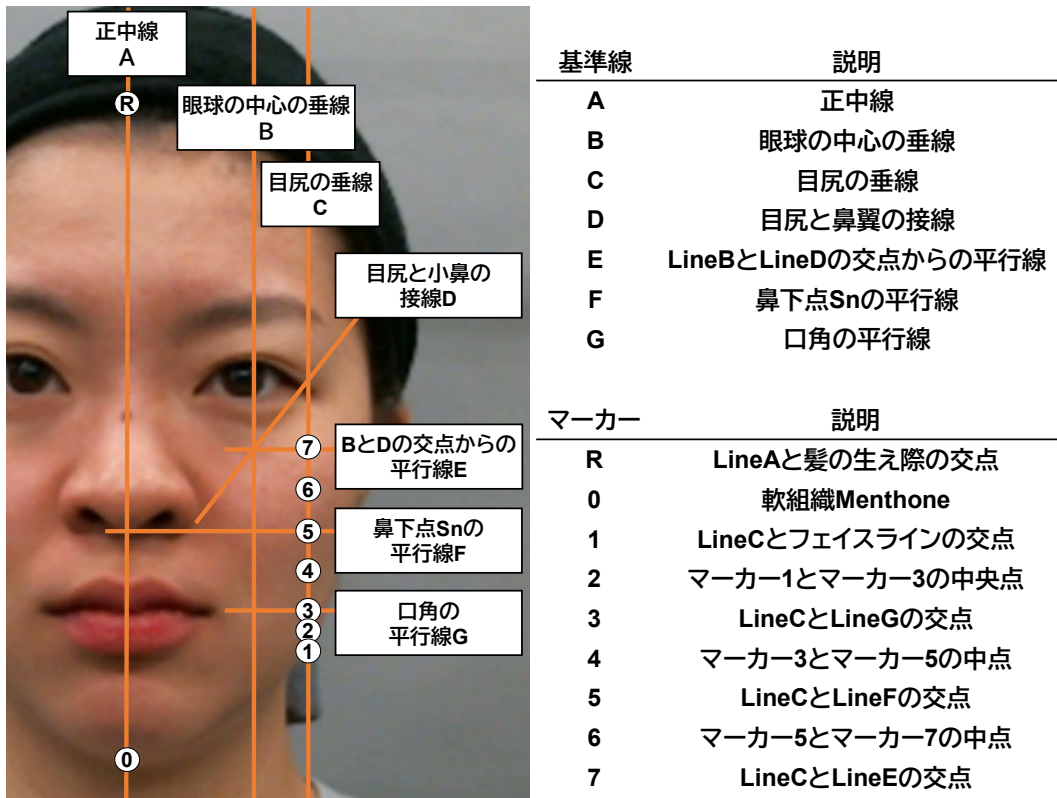 正中線
A
R
眼球の中心の垂線
B
目尻の垂線
C
目尻と小鼻の
接線D
7
BとDの交点からの
平行線E
6
5
鼻下点Snの
平行線F
4
3
口角の
平行線G
2
1
0
基準線 説明
A 正中線
B 眼球の中心の垂線
C 目尻の垂線
D 目尻と鼻翼の接線
E LineBとLineDの交点からの平行線
F 鼻下点Snの平行線
G 口角の平行線
マーカー 説明
R LineAと髪の生え際の交点
0 軟組織Menthone
1 LineCとフェイスラインの交点
2 マーカー1とマーカー3の中央点
3 LineCとLineGの交点
4 マーカー3とマーカー5の中点
5 LineCとLineFの交点
6 マーカー5とマーカー7の中点
7 LineCとLineEの交点